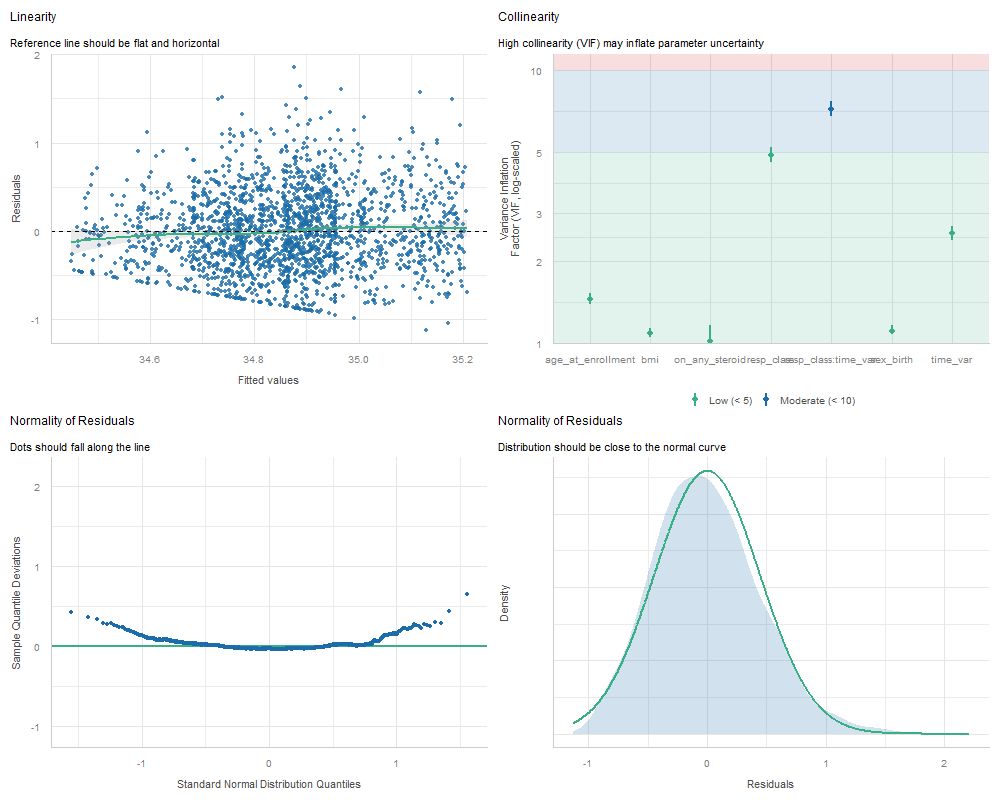 Linearity
Reference line should be flat and horizontal
2
1
0
-1
Residuals
34.6 34.8 35.0 35.2
Fitted values
Collinearity
High collinearity (VIF) may inflate parameter uncertainty
10
5
3
2
1
Variance Inflation
Factor (VIF, log-scaled)
age_at_enrollment bmi on_any_steroid sex_birth time_var
Low (< 5) Moderate (< 10)
Normality of Residuals
Dots should fall along the line
2
1
0
-1
Sample Quantile Deviations
-1 0 1
Standard Normal Distribution Quantiles
Normality of Residuals
Distribution should be close to the normal curve
Density
-1 0 1 2
Residuals